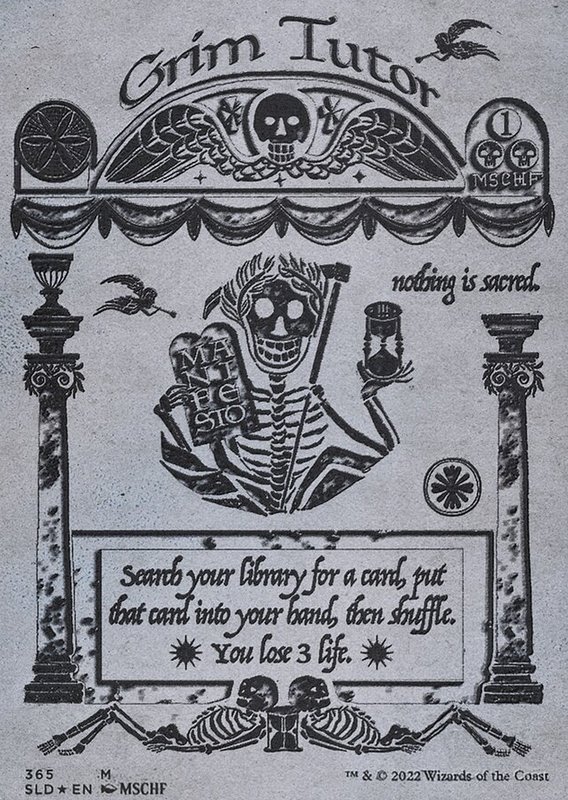 Grim Tutor
1
MSCHF
nothing is sacred.
MA
NI
FE
STO
Search your library for a card, put
that card into your hand, then shuffle.
You lose 3 life.
365 M
SLD ★ EN MSCHF
™ & © 2022 Wizards of the Coast